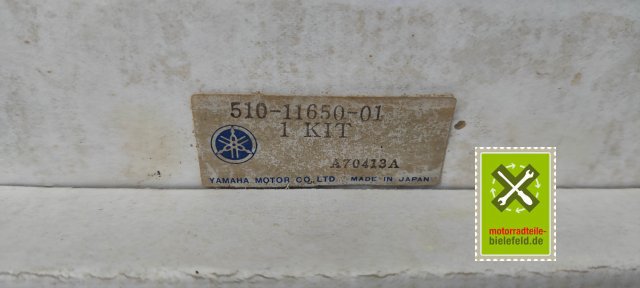 510-11650-01
1 KIT
A70413A
YAMAHA MOTOR CO., LTD. MADE IN JAPAN
motorradteile-
bielefeld.de